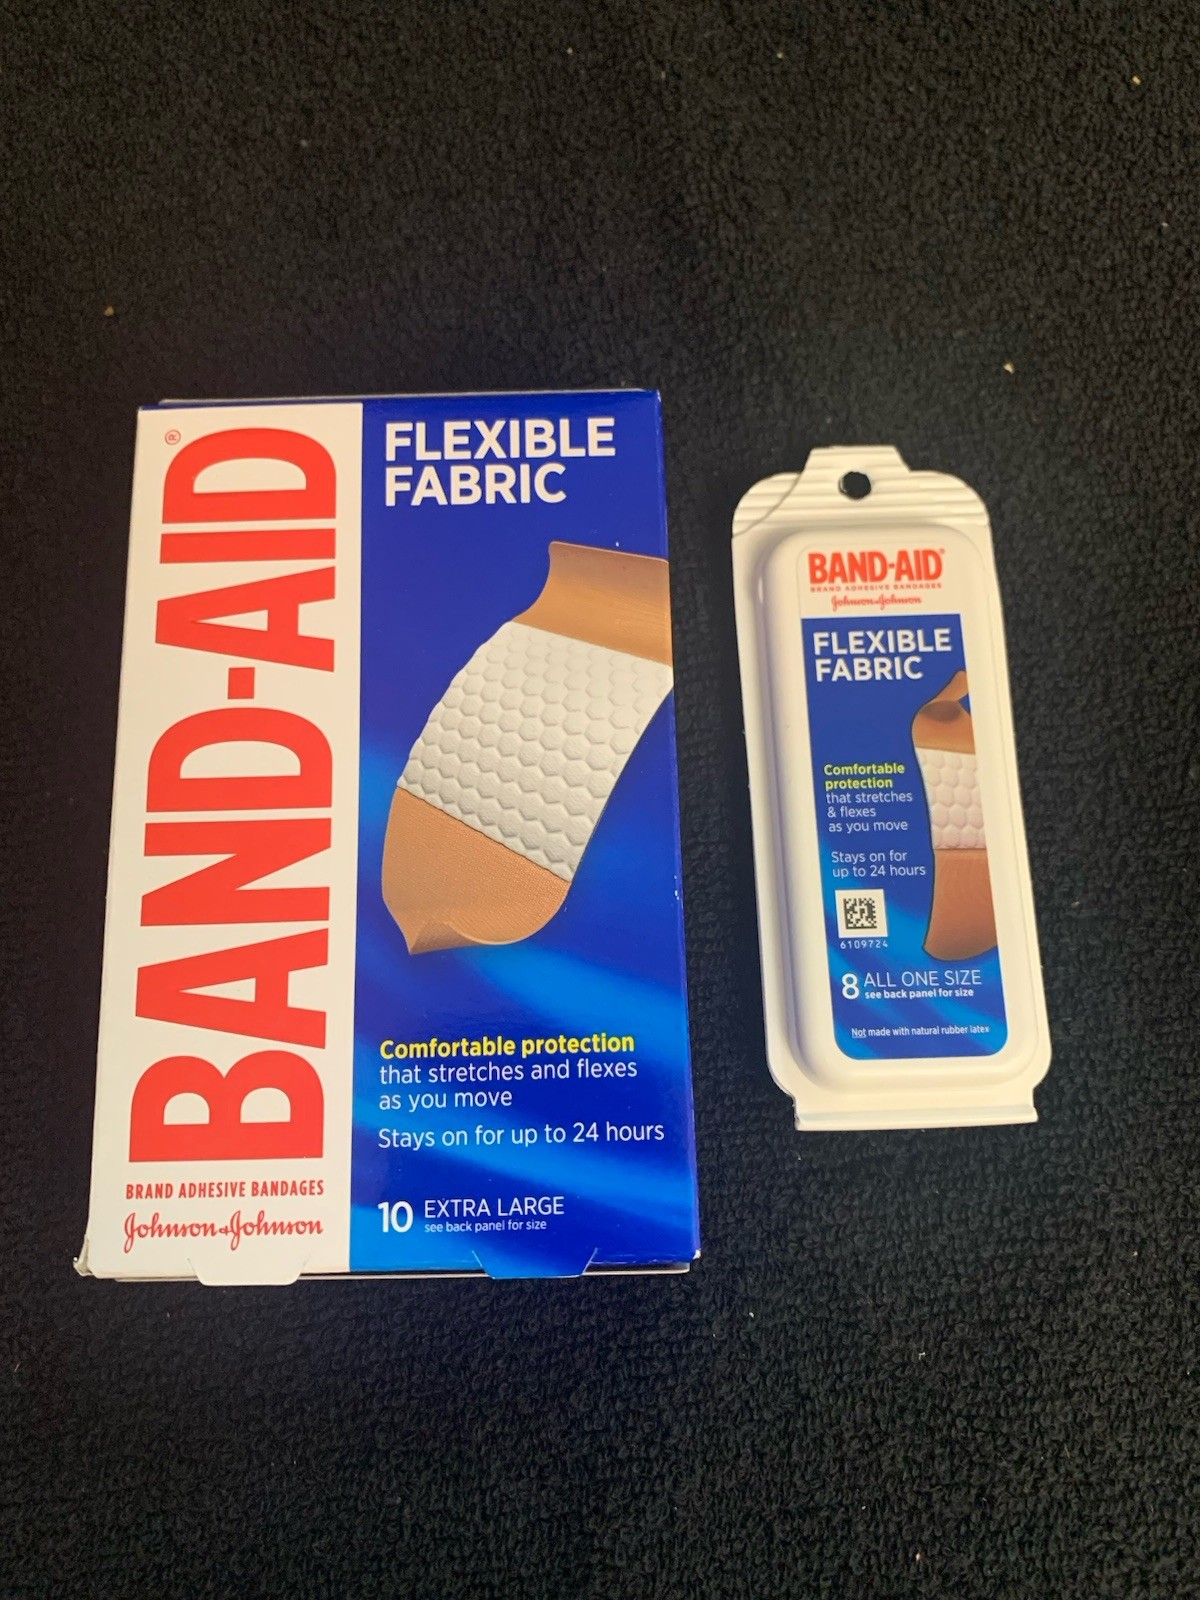 BAND-AID®
BRAND ADHESIVE BANDAGES
Johnson & Johnson
FLEXIBLE
FABRIC
Comfortable protection
that stretches and flexes
as you move
Stays on for up to 24 hours
10 EXTRA LARGE
see back panel for size
BAND-AID®
BRAND ADHESIVE BANDAGES
Johnson & Johnson
FLEXIBLE
FABRIC
Comfortable
protection
that stretches
& flexes
as you move
Stays on for
up to 24 hours
6109724
8 ALL ONE SIZE
see back panel for size
Not made with natural rubber latex